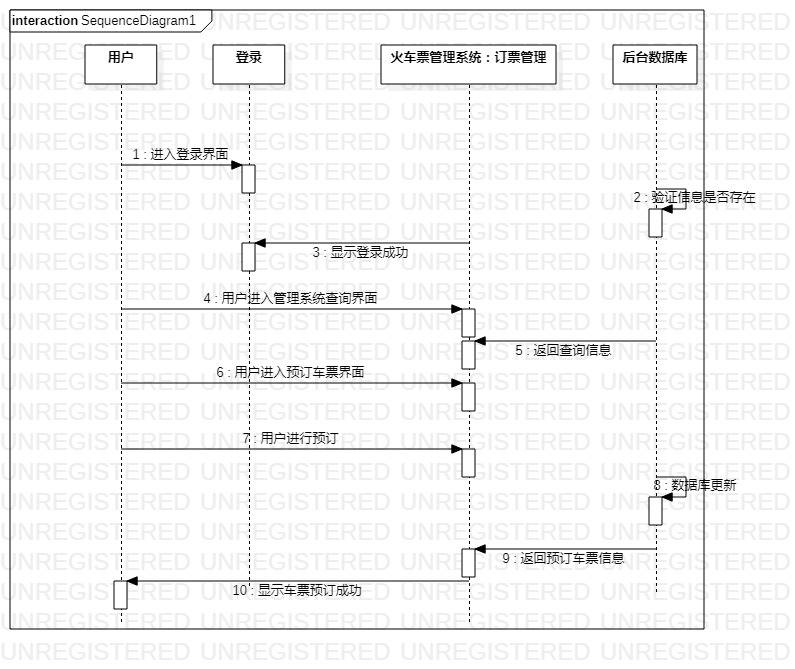 interaction SequenceDiagram1
用户
登录
火车票管理系统：订票管理
后台数据库
1 : 进入登录界面
2 : 验证信息是否存在
3 : 显示登录成功
4 : 用户进入管理系统查询界面
5 : 返回查询信息
6 : 用户进入预订车票界面
7 : 用户进行预订
8 : 数据库更新
9 : 返回预订车票信息
10 : 显示车票预订成功
UNREGISTERED